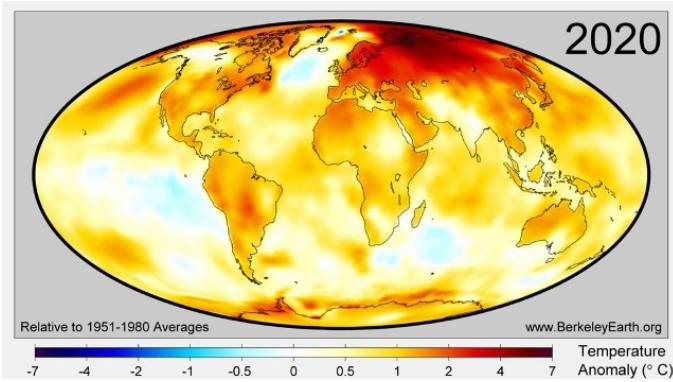 2020
Relative to 1951-1980 Averages
www.BerkeleyEarth.org
-7 -4 -2 -1 -0.5 0 0.5 1 2 4 7
Temperature
Anomaly (° C)